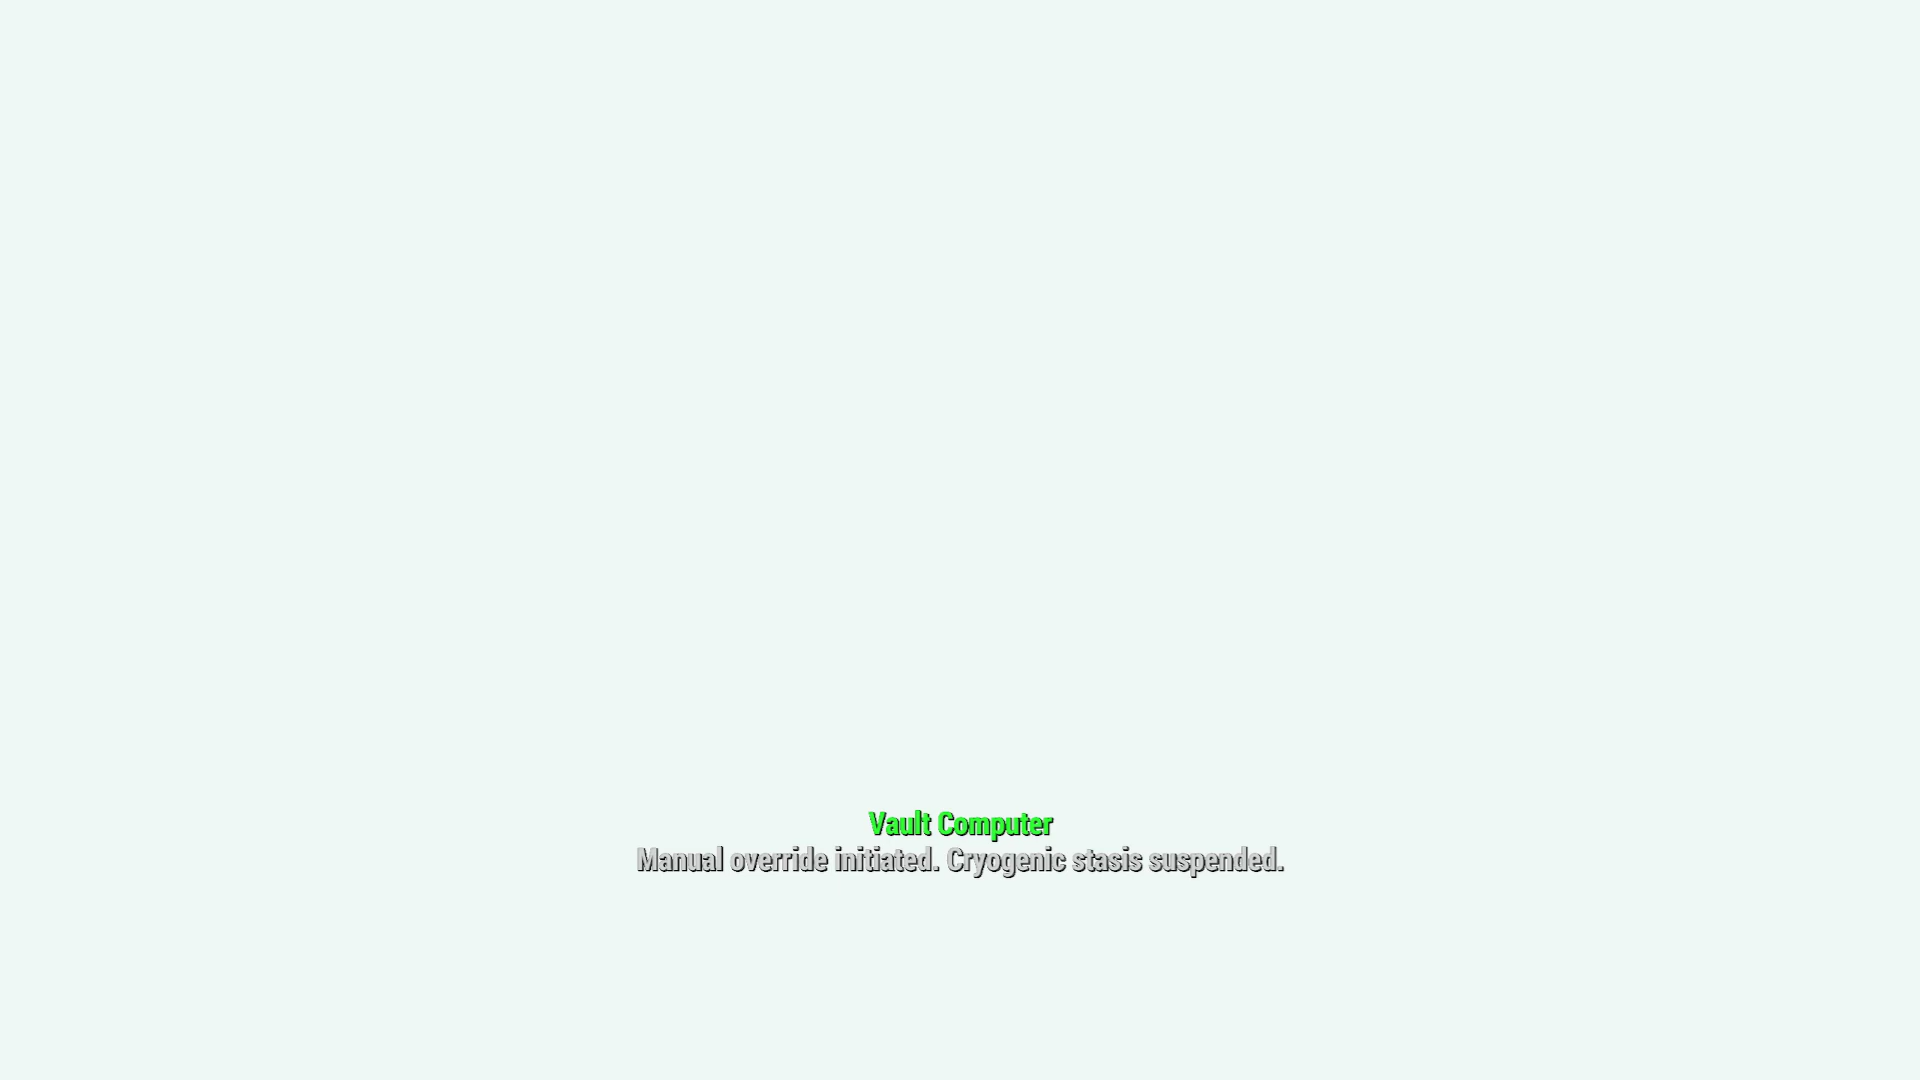 Vault Computer
Manual override initiated. Cryogenic stasis suspended.